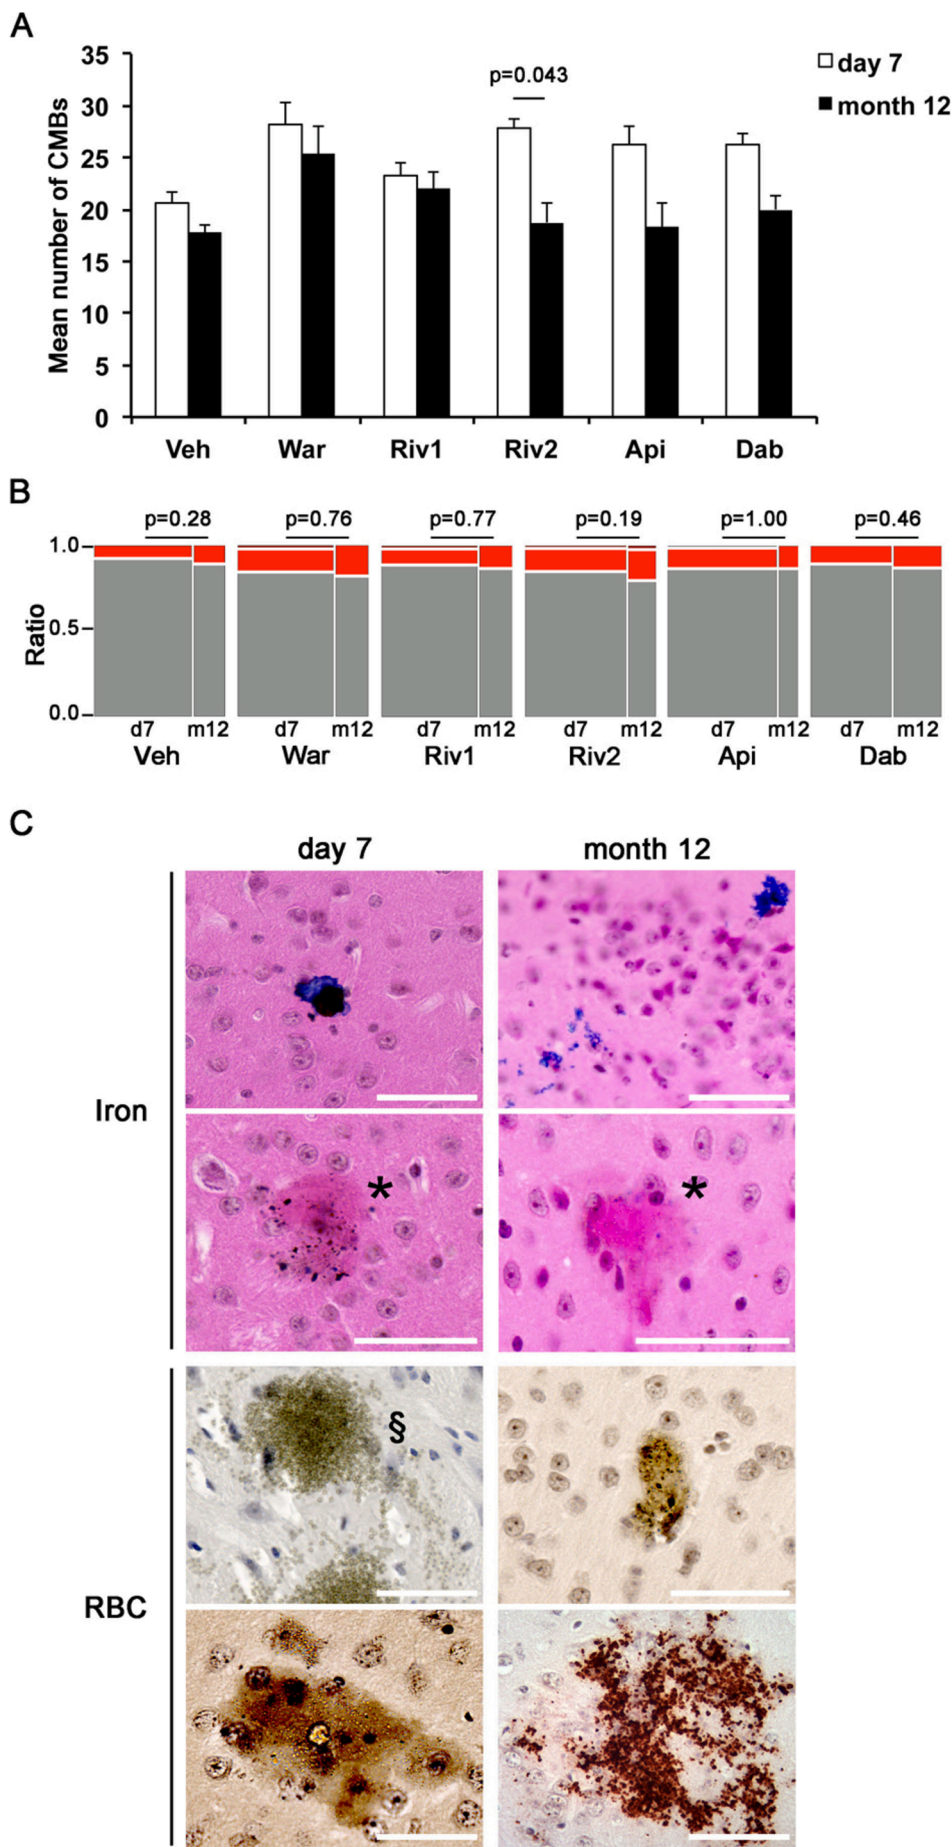 A
35
30
25
20
15
10
5
0
Mean number of CMBs
p=0.043
day 7
month 12
Veh War Riv1 Riv2 Api Dab
B
p=0.28 p=0.76 p=0.77 p=0.19 p=1.00 p=0.46
1.0
0.5
0.0
Ratio
d7 m12 d7 m12 d7 m12 d7 m12 d7 m12 d7 m12
Veh War Riv1 Riv2 Api Dab
C
day 7 month 12
Iron
* *
§
RBC